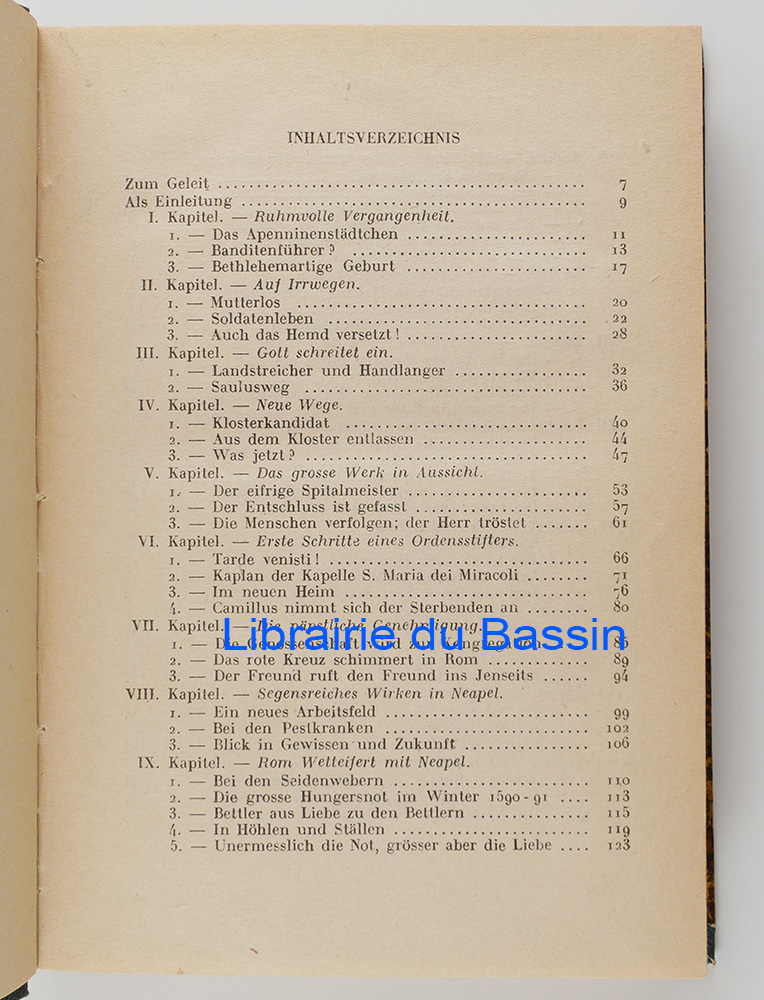 INHALTSVERZEICHNIS
Zum Geleit ........................................ 7
Als Einleitung ........................................ 9
I. Kapitel. — Ruhmvolle Vergangenheit.
1. — Das Apenninenstädtchen ........................ 11
2. — Banditenführer? ........................ 13
3. — Bethlehemartige Geburt ........................ 17
II. Kapitel. — Auf Irrwegen.
1. — Mutterlos ........................ 20
2. — Soldatenleben ........................ 22
3. — Auch das Hemd versetzt! ........................ 28
III. Kapitel. — Gott schreitet ein.
1. — Landstreicher und Handlanger ................. 32
2. — Saulusweg ........................ 36
IV. Kapitel. — Neue Wege.
1. — Klosterkandidat ........................ 40
2. — Aus dem Kloster entlassen ..................... 44
3. — Was jetzt? ........................ 47
V. Kapitel. — Das grosse Werk in Aussicht.
1. — Der eifrige Spitalmeister ........................ 53
2. — Der Entschluss ist gefasst ........................ 57
3. — Die Menschen verfolgen; der Herr tröstet ....... 61
VI. Kapitel. — Erste Schritte eines Ordensstifters.
1. — Tarde venisti! ........................ 66
2. — Kaplan der Kapelle S. Maria dei Miracoli ........ 71
3. — Im neuen Heim ........................ 76
4. — Camillus nimmt sich der Sterbenden an ......... 80
VII. Kapitel. — Die päpstliche Genehmigung.
Librairie du Bassin
1. — Die Genossenschaft wird zur Kongregation 85
2. — Das rote Kreuz schimmert in Rom ............. 89
3. — Der Freund ruft den Freund ins Jenseits ...... 94
VIII. Kapitel. — Segensreiches Wirken in Neapel.
1. — Ein neues Arbeitsfeld ........................ 99
2. — Bei den Pestkranken ........................ 102
3. — Blick in Gewissen und Zukunft ................ 106
IX. Kapitel. — Rom Wetteifert mit Neapel.
1. — Bei den Seidenwebern ........................ 110
2. — Die grosse Hungersnot im Winter 1590-91 .... 113
3. — Bettler aus Liebe zu den Bettlern ............... 115
4. — In Höhlen und Ställen ........................ 119
5. — Unermesslich die Not, grösser aber die Liebe .... 123